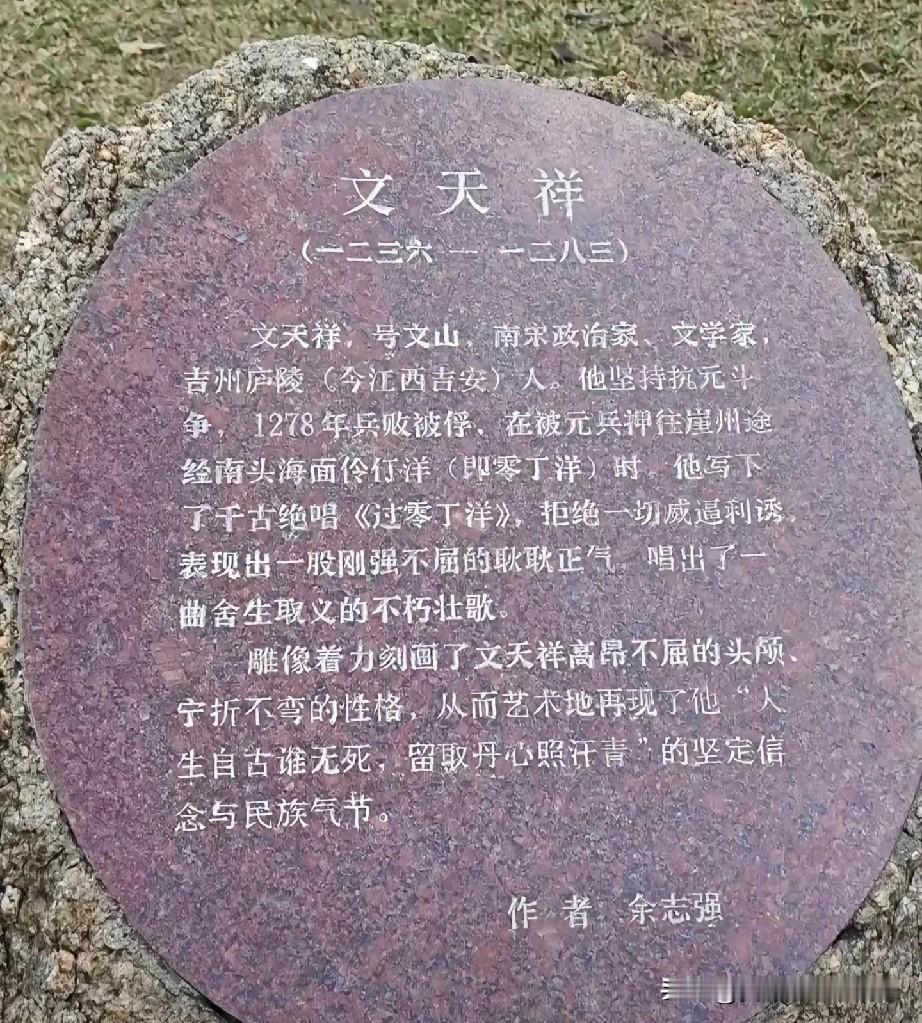 文天祥
(一二三六 — 一二八三)
文天祥，号文山，南宋政治家、文学家，
吉州庐陵（今江西吉安）人。他坚持抗元斗
争，1278年兵败被俘，在被元兵押往崖州途
经南头海面伶仃洋（即零丁洋）时 他写下
了千古绝唱《过零丁洋》，拒绝一切威逼利诱，
表现出一股刚强不屈的耿耿正气 唱出了一
曲舍生取义的不朽壮歌。
雕像着力刻画了文天祥高昂不屈的头颅、
宁折不弯的性格，从而艺术地再现了他“人
生自古谁无死，留取丹心照汗青”的坚定信
念与民族气节。
作 者 余志强